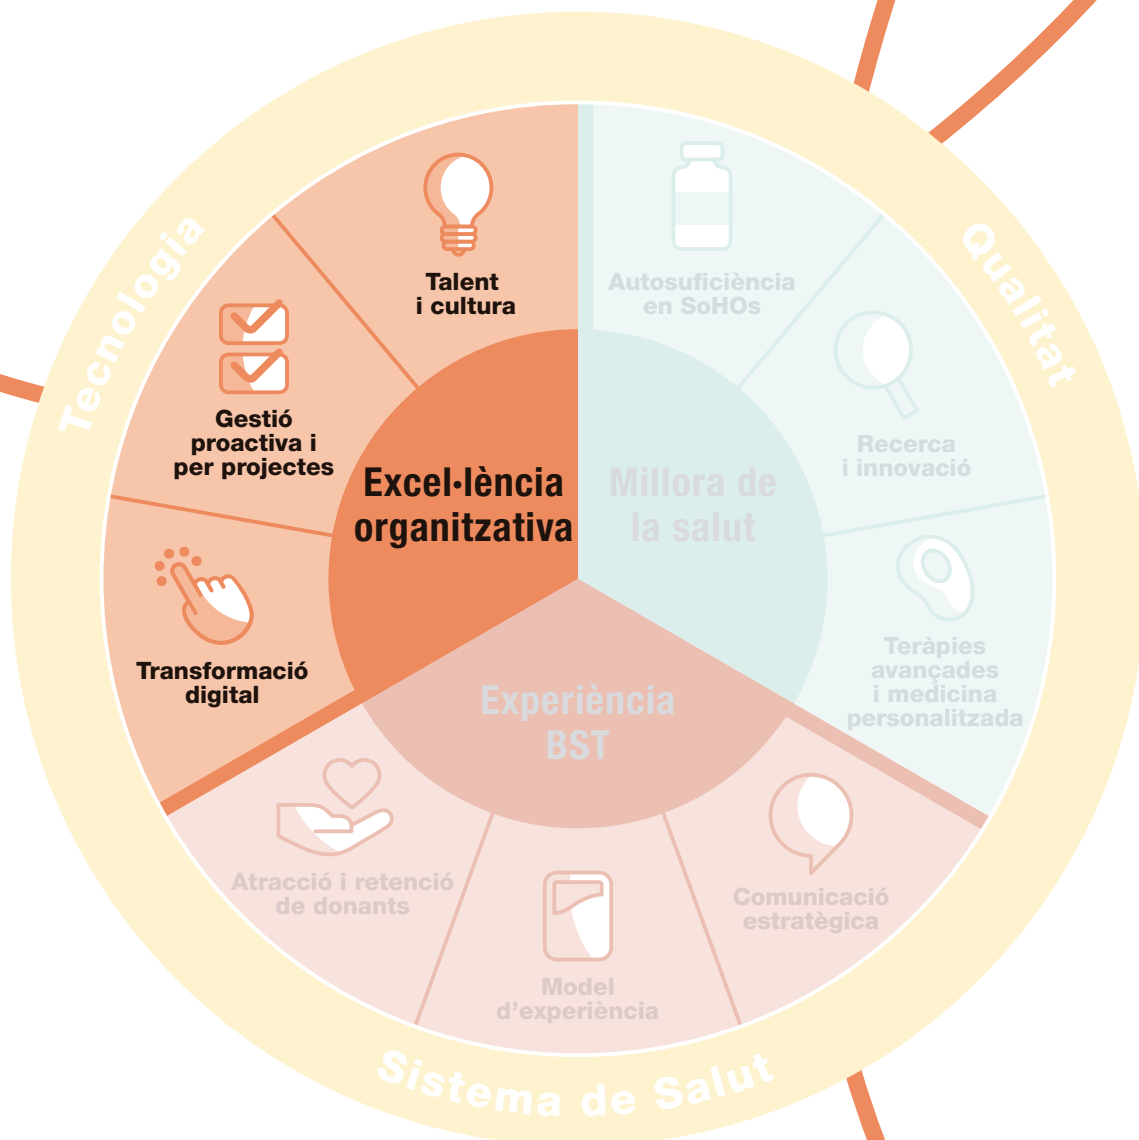 Tecnologia
Qualitat
Sistema de Salut
Talent
i cultura
Gestió
proactiva i
per projectes
Transformació
digital
Excel·lència
organitzativa
Autosuficiència
en SoHOs
Recerca
i innovació
Teràpies
avançades
i medicina
personalitzada
Millora de
la salut
Experiència
BST
Atracció i retenció
de donants
Model
d’experiència
Comunicació
estratègica